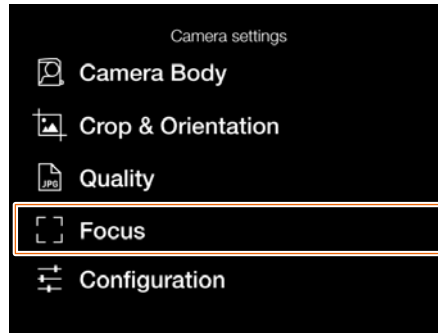 Camera settings
Camera Body
Crop & Orientation
JPG
Quality
Focus
Configuration